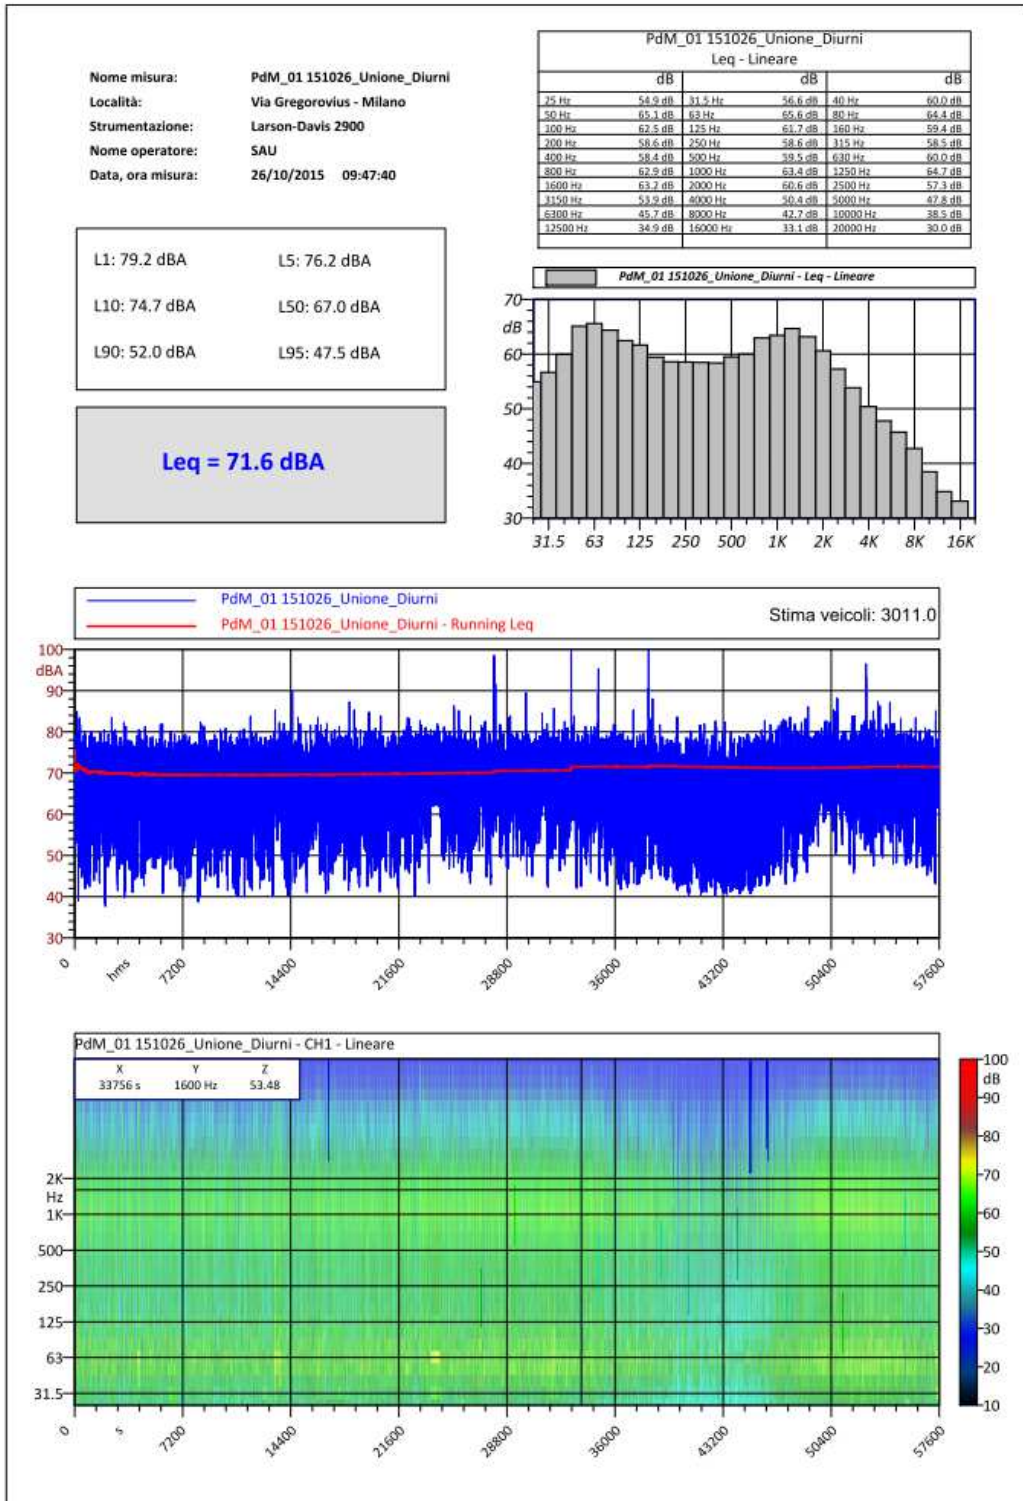 Nome misura: PdM_01 151026_Unione_Diurni
Località: Via Gregorovius - Milano
Strumentazione: Larson-Davis 2900
Nome operatore: SAU
Data, ora misura: 26/10/2015 09:47:40
PdM_01 151026_Unione_Diurni
Leq - Lineare
dB dB dB
25 Hz 54.9 dB 31.5 Hz 56.6 dB 40 Hz 60.0 dB
50 Hz 65.1 dB 63 Hz 65.6 dB 80 Hz 64.4 dB
100 Hz 62.5 dB 125 Hz 61.7 dB 160 Hz 59.4 dB
200 Hz 58.6 dB 250 Hz 58.6 dB 315 Hz 58.5 dB
400 Hz 58.4 dB 500 Hz 59.5 dB 630 Hz 60.0 dB
800 Hz 62.9 dB 1000 Hz 63.4 dB 1250 Hz 64.7 dB
1600 Hz 63.2 dB 2000 Hz 60.6 dB 2500 Hz 57.3 dB
3150 Hz 53.9 dB 4000 Hz 50.4 dB 5000 Hz 47.8 dB
6300 Hz 45.7 dB 8000 Hz 42.7 dB 10000 Hz 38.5 dB
12500 Hz 34.9 dB 16000 Hz 33.1 dB 20000 Hz 30.0 dB
L1: 79.2 dBA L5: 76.2 dBA
L10: 74.7 dBA L50: 67.0 dBA
L90: 52.0 dBA L95: 47.5 dBA
Leq = 71.6 dBA
PdM_01 151026_Unione_Diurni - Leq - Lineare
70
dB
60
50
40
30
31.5 63 125 250 500 1K 2K 4K 8K 16K
PdM_01 151026_Unione_Diurni
PdM_01 151026_Unione_Diurni - Running Leq
Stima veicoli: 3011.0
100
dBA
90
80
70
60
50
40
30
0 hms 7200 14400 21600 28800 36000 43200 50400 57600
PdM_01 151026_Unione_Diurni - CH1 - Lineare
X Y Z
33756 s 1600 Hz 53.48
2K
Hz
1K
500
250
125
63
31.5
0 s 7200 14400 21600 28800 36000 43200 50400 57600
100
dB
90
80
70
60
50
40
30
20
10